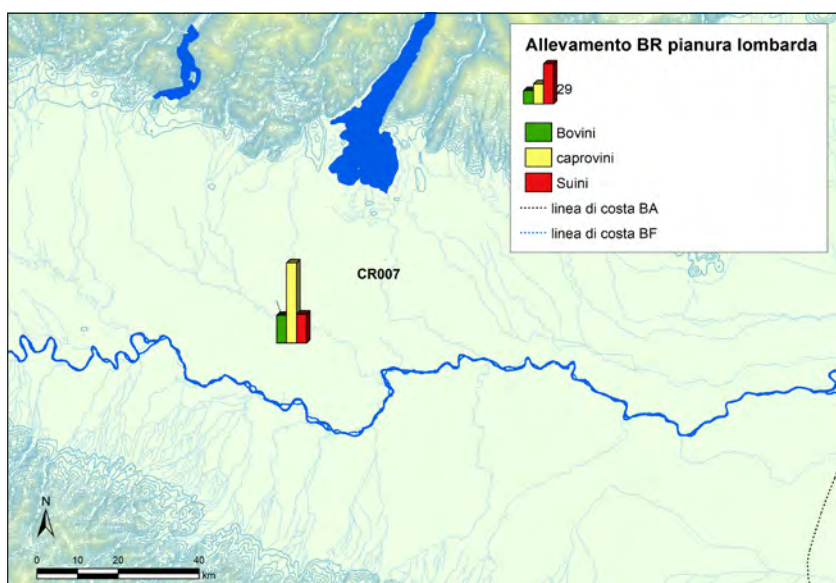 Allevamento BR pianura lombarda
29
Bovini
caprovini
Suini
linea di costa BA
linea di costa BF
CR007
N
0 10 20 40
km